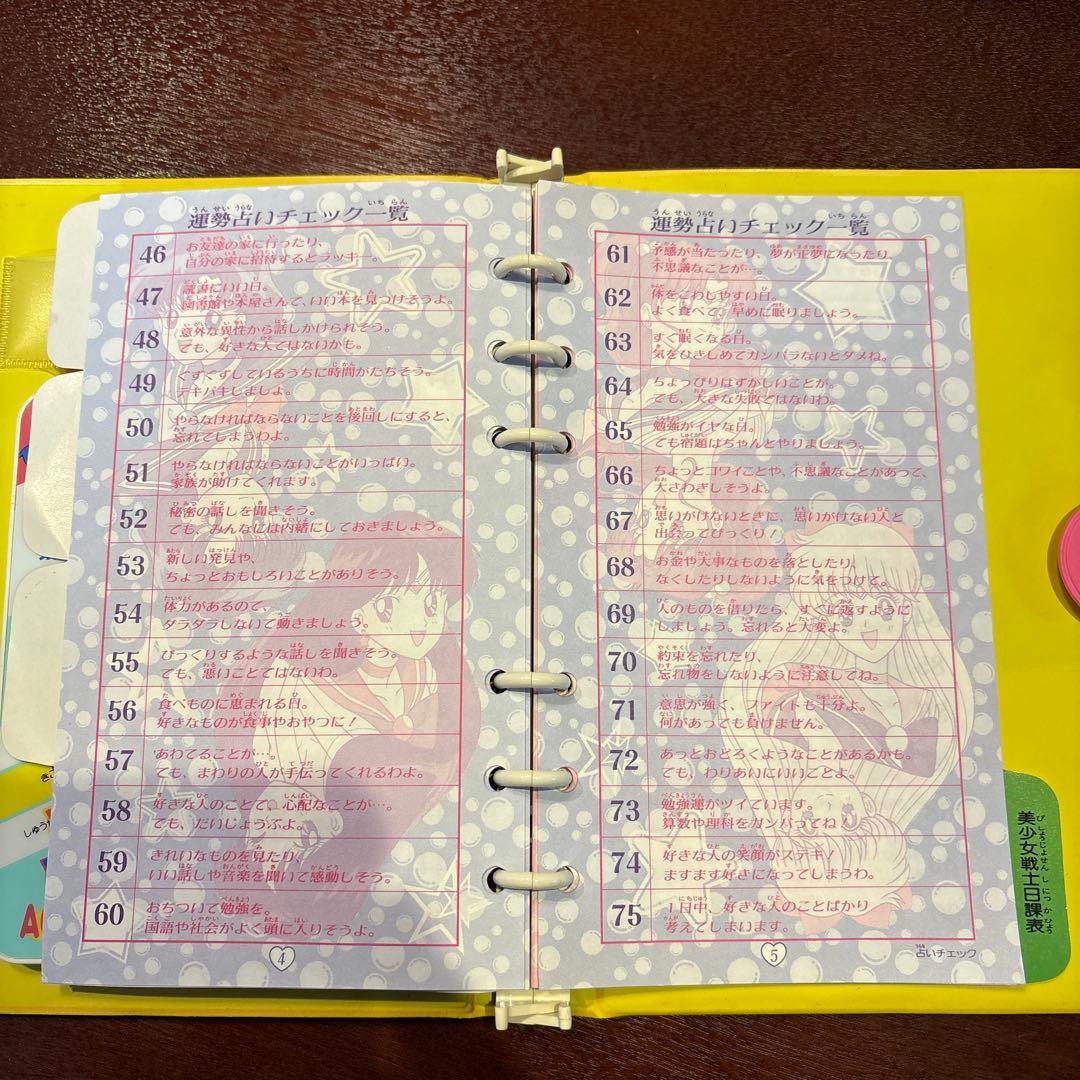 運勢占いチェック一覧
46
お友達の家に行ったり、
自分の家に招待するとラッキー。
47
読書にいい日。
図書館や本屋さんで、いい本を見つけそうよ。
48
意外な異性から話しかけられそう。
でも、好きな人ではないかも。
49
ぐずぐずしているうちに時間がたちそう。
テキパキしましょ。
50
やらなければならないことを後回しにすると、
忘れてしまうわよ。
51
やらなければならないことがいっぱい。
家族が助けてくれます。
52
秘密の話しを聞きそう。
でも、みんなには内緒にしておきましょう。
53
新しい発見や、
ちょっとおもしろいことがありそう。
54
体力があるので、
ダラダラしないで動きましょう。
55
びっくりするような話しを聞きそう。
でも、悪いことではないわ。
56
食べものに恵まれる日。
好きなものが食事やおやつに！
57
あわてることが…。
でも、まわりの人が手伝ってくれるわよ。
58
好きな人のことで、心配なことが…。
でも、だいじょうぶよ。
59
きれいなものを見たり、
いい話しや音楽を聞いて感動しそう。
60
おちついて勉強を。
国語や社会がよく頭に入りそうよ。
4
運勢占いチェック一覧
61
予感が当たったり、夢が正夢になったり、
不思議なことが…。
62
体をこわしやすい日。
よく食べて、早めに眠りましょう。
63
すぐ眠くなる日。
気をひきしめてガンバラないとダメね。
64
ちょっぴりはずかしいことが。
でも、大きな失敗ではないわ。
65
勉強がイヤな日。
でも宿題はちゃんとやりましょう。
66
ちょっとコワイことや、不思議なことがあって、
大さわぎしそうよ。
67
思いがけないときに、思いがけない人と
出会ってびっくり！
68
お金や大事なものを落としたり、
なくしたりしないように気をつけて。
69
人のものを借りたら、すぐに返すように
しましょう。忘れると大変よ。
70
約束を忘れたり、
忘れ物をしないように注意してね。
71
意思が強く、ファイトも十分よ。
何があっても負けません。
72
あっとおどろくようなことがあるかも。
でも、わりあいにいいことよ。
73
勉強運がツイています。
算数や理科をガンバってね
74
好きな人の笑顔がステキ！
ますます好きになってしまうわ。
75
1日中、好きな人のことばかり
考えてしまいます。
5
占いチェック
美少女戦士日課表